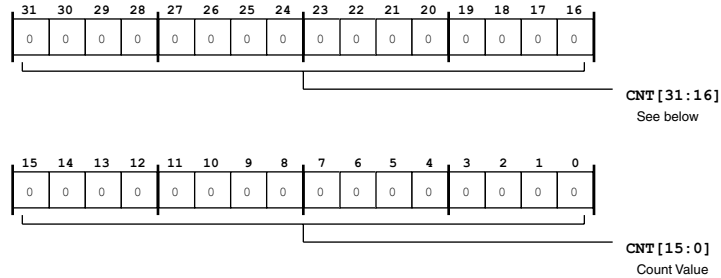 31 30 29 28 27 26 25 24 23 22 21 20 19 18 17 16
0 0 0 0 0 0 0 0 0 0 0 0 0 0 0 0
CNT[31:16]
See below
15 14 13 12 11 10 9 8 7 6 5 4 3 2 1 0
0 0 0 0 0 0 0 0 0 0 0 0 0 0 0 0
CNT[15:0]
Count Value